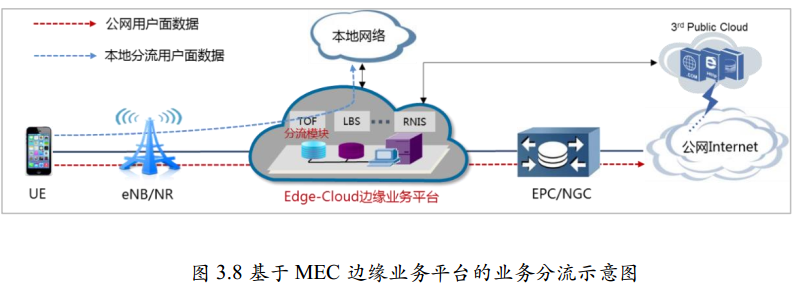 公网用户面数据
本地分流用户面数据
本地网络
3rd Public Cloud
.COM
TOF
LBS
RNIS
分流模块
公网Internet
Edge-Cloud边缘业务平台
UE
eNB/NR
EPC/NGC
图 3.8 基于 MEC 边缘业务平台的业务分流示意图